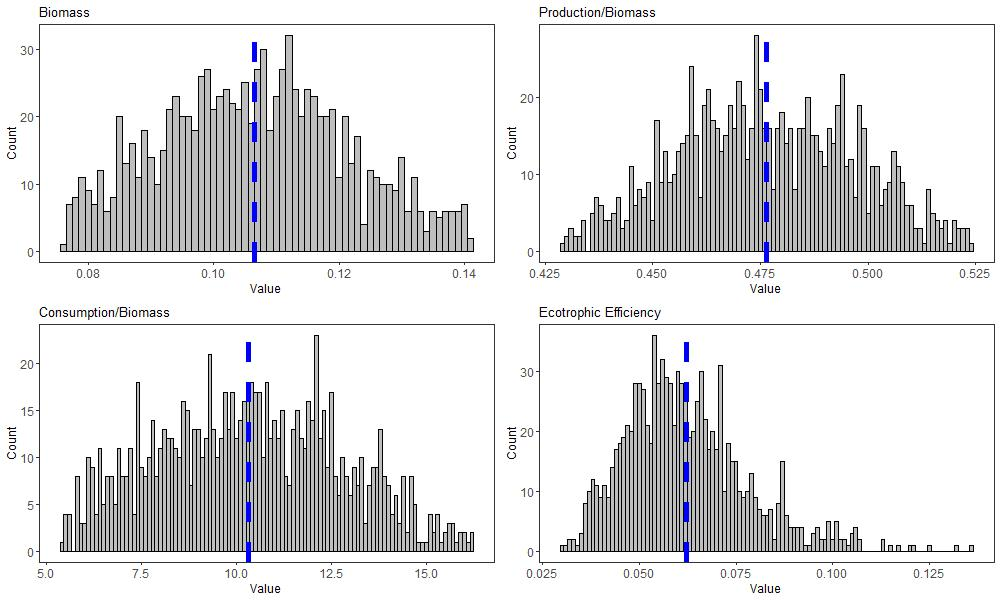 Biomass
Production/Biomass
Count
30
20
10
0
0.08 0.10 0.12 0.14
Value
Count
20
10
0
0.425 0.450 0.475 0.500 0.525
Value
Consumption/Biomass
Ecotrophic Efficiency
Count
20
15
10
5
0
5.0 7.5 10.0 12.5 15.0
Value
Count
30
20
10
0
0.025 0.050 0.075 0.100 0.125
Value